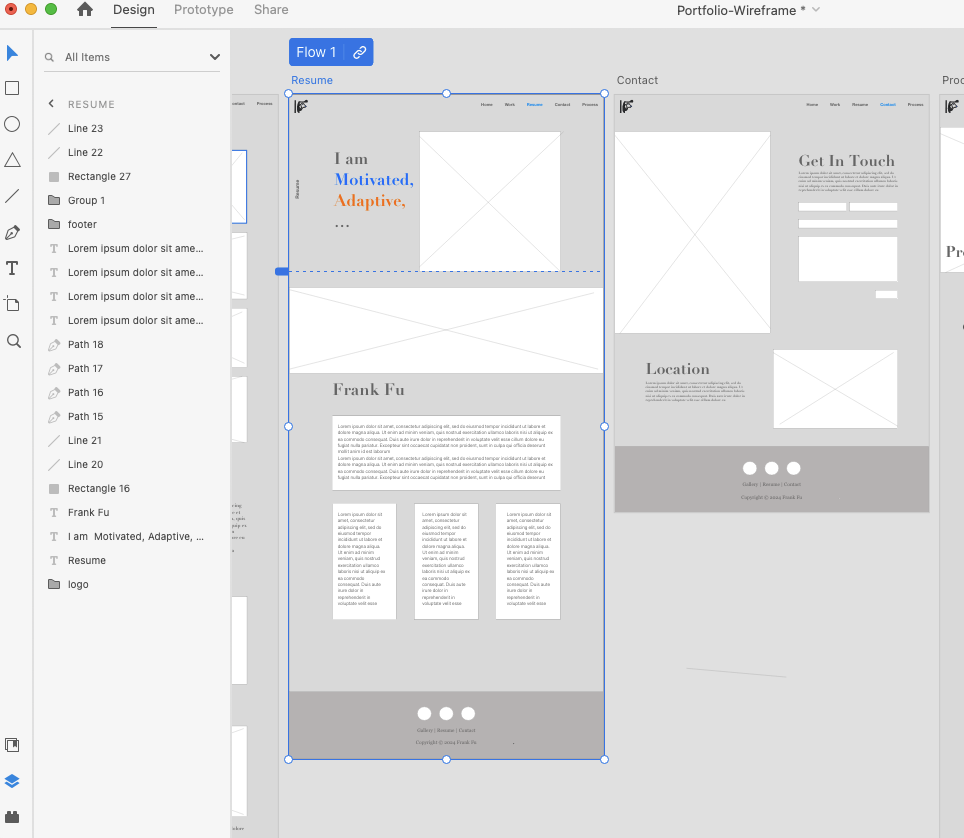 Design Prototype Share
Portfolio-Wireframe *
All Items
RESUME
Line 23
Line 22
Rectangle 27
Group 1
footer
Lorem ipsum dolor sit ame...
Lorem ipsum dolor sit ame...
Lorem ipsum dolor sit ame...
Lorem ipsum dolor sit ame...
Path 18
Path 17
Path 16
Path 15
Line 21
Line 20
Rectangle 16
Frank Fu
I am Motivated, Adaptive, ...
Resume
logo
Process
Flow 1
Resume
Home Work Resume Contact Process
Resume
I am
Motivated,
Adaptive,
...
Frank Fu
Lorem ipsum dolor sit amet, consectetur adipiscing elit, sed do eiusmod tempor incididunt ut labore et
dolore magna aliqua. Ut enim ad minim veniam, quis nostrud exercitation ullamco laboris nisi ut aliquip ex
ea commodo consequat. Duis aute irure dolor in reprehenderit in voluptate velit esse cillum dolore eu
fugiat nulla pariatur. Excepteur sint occaecat cupidatat non proident, sunt in culpa qui officia deserunt
mollit anim id est laborum
Lorem ipsum dolor sit amet, consectetur adipiscing elit, sed do eiusmod tempor incididunt ut labore et
dolore magna aliqua. Ut enim ad minim veniam, quis nostrud exercitation ullamco laboris nisi ut aliquip ex
ea commodo consequat. Duis aute irure dolor in reprehenderit in voluptate velit esse cillum dolore eu
fugiat nulla pariatur. Excepteur sint occaecat cupidatat non proident, sunt in culpa qui officia deserunt
Lorem ipsum dolor sit
amet, consectetur
adipiscing elit, sed do
eiusmod tempor
incididunt ut labore et
dolore magna aliqua.
Ut enim ad minim
veniam, quis nostrud
exercitation ullamco
laboris nisi ut aliquip ex
ea commodo
consequat. Duis aute
irure dolor in
reprehenderit in
voluptate velit esse
Lorem ipsum dolor sit
amet, consectetur
adipiscing elit, sed do
eiusmod tempor
incididunt ut labore et
dolore magna aliqua.
Ut enim ad minim
veniam, quis nostrud
exercitation ullamco
laboris nisi ut aliquip ex
ea commodo
consequat. Duis aute
irure dolor in
reprehenderit in
voluptate velit esse
Lorem ipsum dolor sit
amet, consectetur
adipiscing elit, sed do
eiusmod tempor
incididunt ut labore et
dolore magna aliqua.
Ut enim ad minim
veniam, quis nostrud
exercitation ullamco
laboris nisi ut aliquip ex
ea commodo
consequat. Duis aute
irure dolor in
reprehenderit in
voluptate velit esse
Gallery | Resume | Contact
Copyright © 2024 Frank Fu
Contact
Home Work Resume Contact Process
Get In Touch
Location
Gallery | Resume | Contact
Copyright © 2024 Frank Fu
Proc
Pr